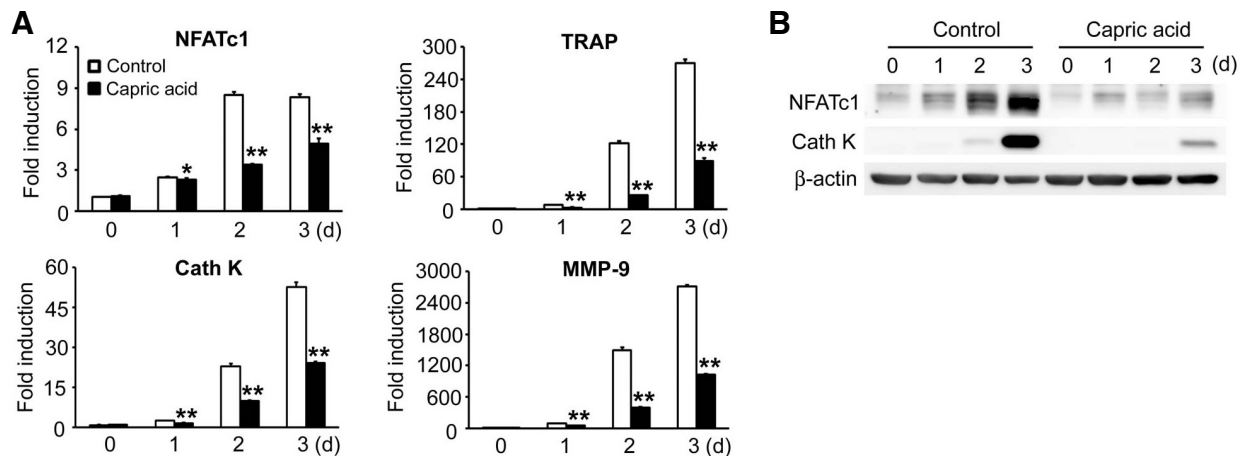 A
NFATc1
12
9
6
3
0
Fold induction
Control
Capric acid
*
**
**
0 1 2 3 (d)
TRAP
300
240
180
120
60
0
Fold induction
**
**
**
0 1 2 3 (d)
Cath K
60
45
30
15
0
Fold induction
**
**
**
0 1 2 3 (d)
MMP-9
3000
2400
1800
1200
600
0
Fold induction
**
**
**
0 1 2 3 (d)
B
Control Capric acid
0 1 2 3 0 1 2 3 (d)
NFATc1
Cath K
β-actin